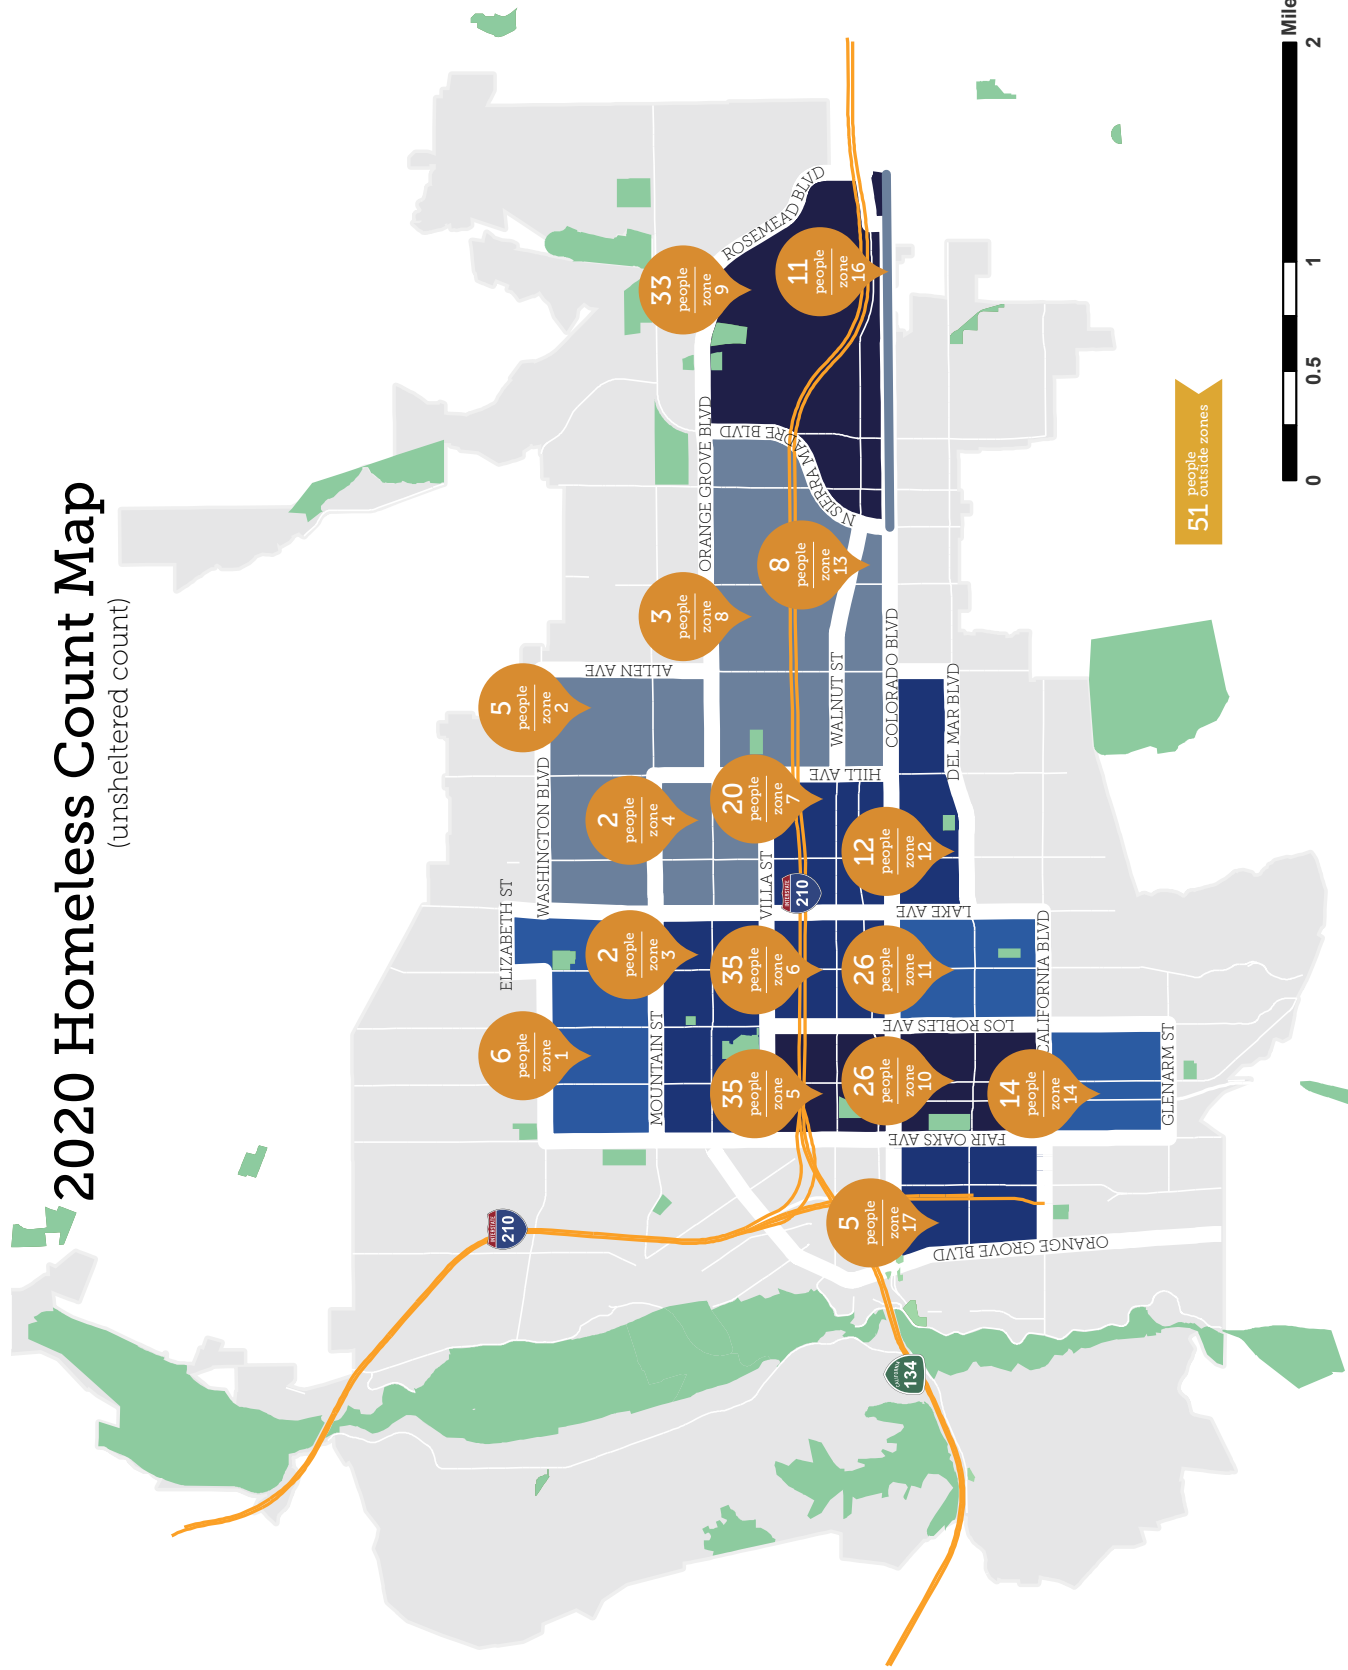 2020 Homeless Count Map
(unsheltered count)
ELIZABETH ST
WASHINGTON BLVD
ALLEN AVE
MOUNTAIN ST
ORANGE GROVE BLVD
ROSEMEAD BLVD
N SIERRA MADRE BLVD
VILLA ST
HILL AVE
WALNUT ST
COLORADO BLVD
DEL MAR BLVD
LAKE AVE
LOS ROBLES AVE
CALIFORNIA BLVD
FAIR OAKS AVE
GLENARM ST
ORANGE GROVE BLVD
6
people
zone
1
5
people
zone
2
2
people
zone
3
2
people
zone
4
35
people
zone
5
35
people
zone
6
20
people
zone
7
3
people
zone
8
33
people
zone
9
26
people
zone
10
26
people
zone
11
12
people
zone
12
8
people
zone
13
14
people
zone
14
11
people
zone
16
5
people
zone
17
INTERSTATE
210
INTERSTATE
210
CALIFORNIA
134
51 people
outside zones
0 0.5 1 2
Mile